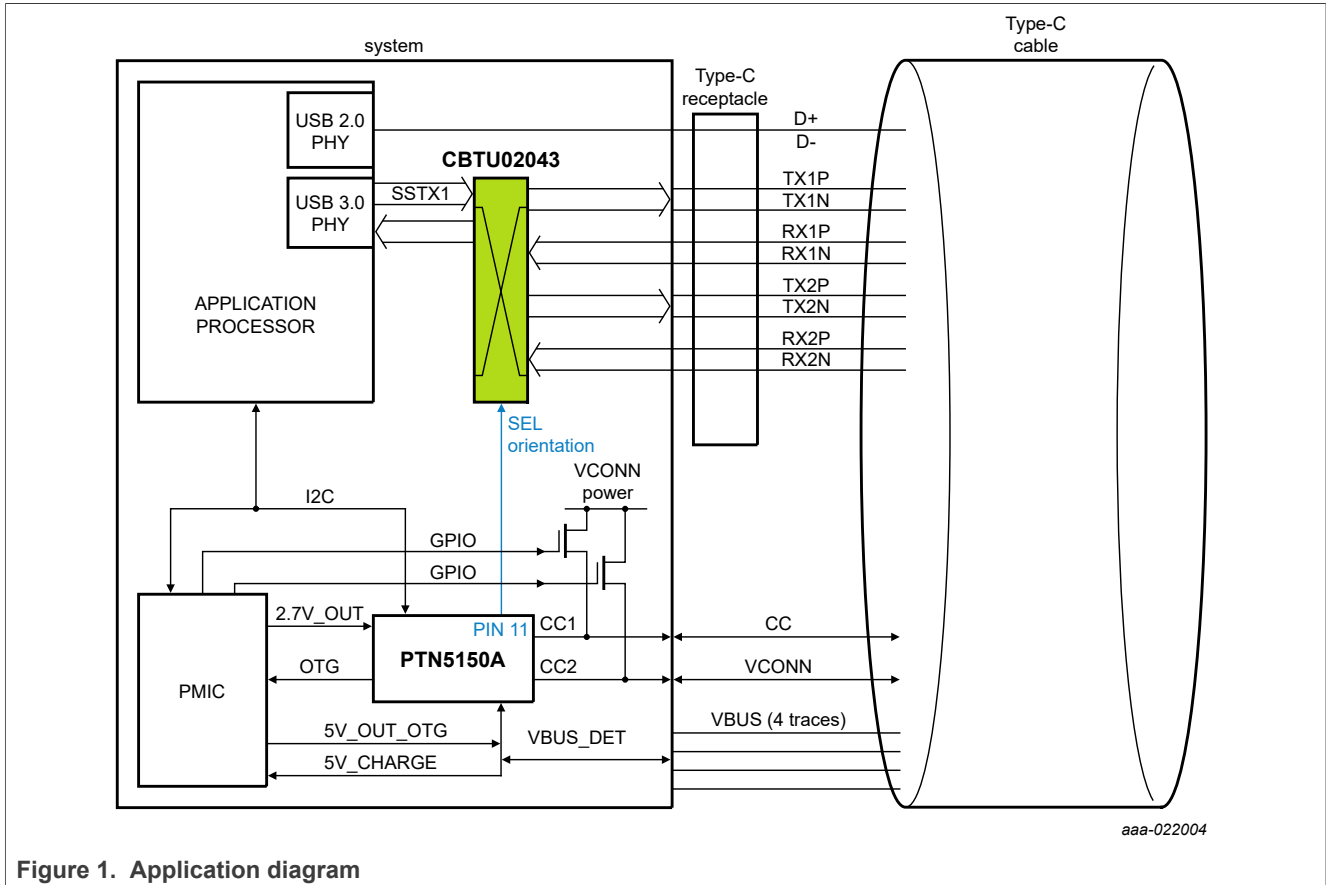 Type-C
cable
system
Type-C
receptacle
USB 2.0
PHY
D+
D-
CBTU02043
TX1P
TX1N
SSTX1
USB 3.0
PHY
RX1P
RX1N
TX2P
TX2N
APPLICATION
PROCESSOR
RX2P
RX2N
SEL
orientation
VCONN
power
I2C
GPIO
GPIO
2.7V_OUT
PIN 11
CC1
CC
OTG
PTN5150A
CC2
VCONN
PMIC
5V_OUT_OTG
VBUS_DET
VBUS (4 traces)
5V_CHARGE
aaa-022004
Figure 1. Application diagram